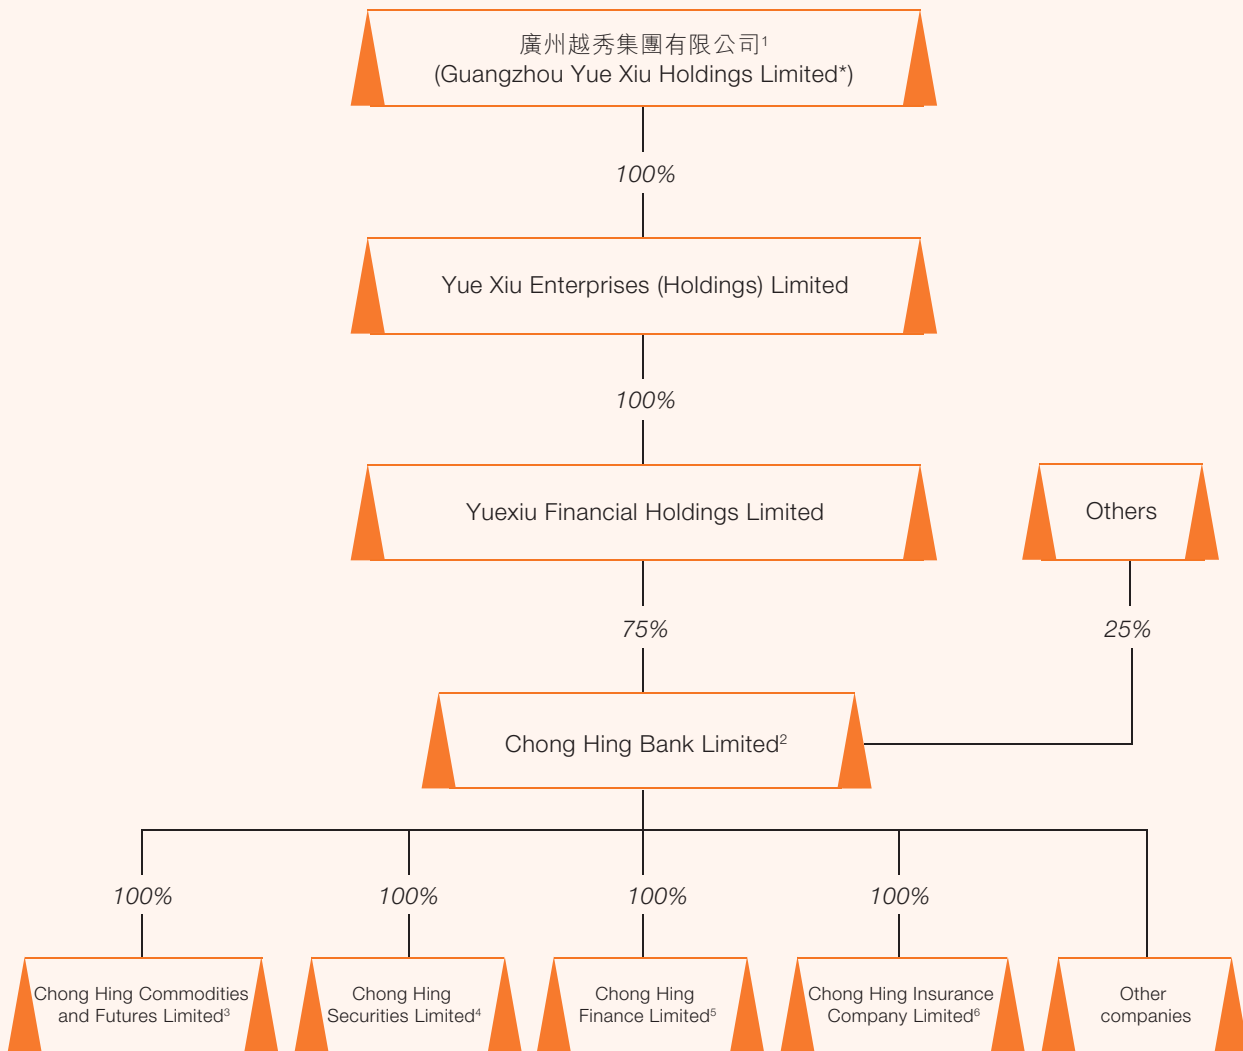 廣州越秀集團有限公司¹
(Guangzhou Yue Xiu Holdings Limited*)
100%
Yue Xiu Enterprises (Holdings) Limited
100%
Yuexiu Financial Holdings Limited
Others
75%
25%
Chong Hing Bank Limited²
100%
100%
100%
100%
Chong Hing Commodities
and Futures Limited³
Chong Hing
Securities Limited⁴
Chong Hing
Finance Limited⁵
Chong Hing Insurance
Company Limited⁶
Other
companies